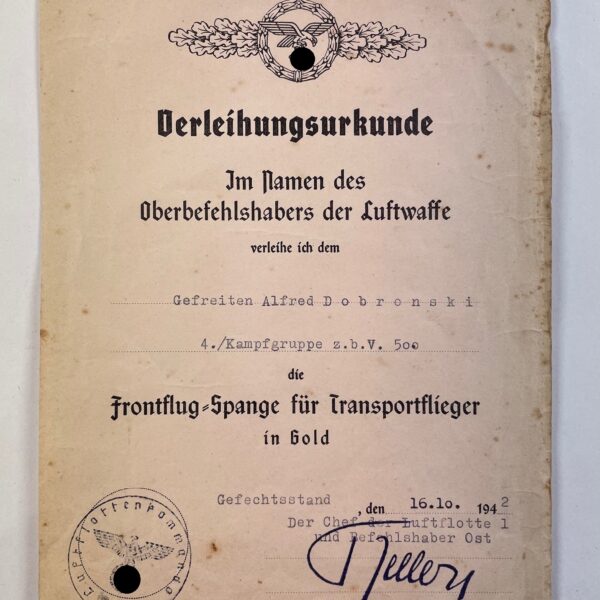 Verleihungsurkunde
Im Namen des
Oberbefehlshabers der Luftwaffe
verleihe ich dem
Gefreiten Alfred Dobronski
4./Kampfgruppe z.b.V. 500
die
Frontflug-Spange für Transportflieger
in Gold
Gefechtsstand , den 16.10. 1942
Der Chef der Luftflotte 1
und Befehlshaber Ost
Luftflottenkommando